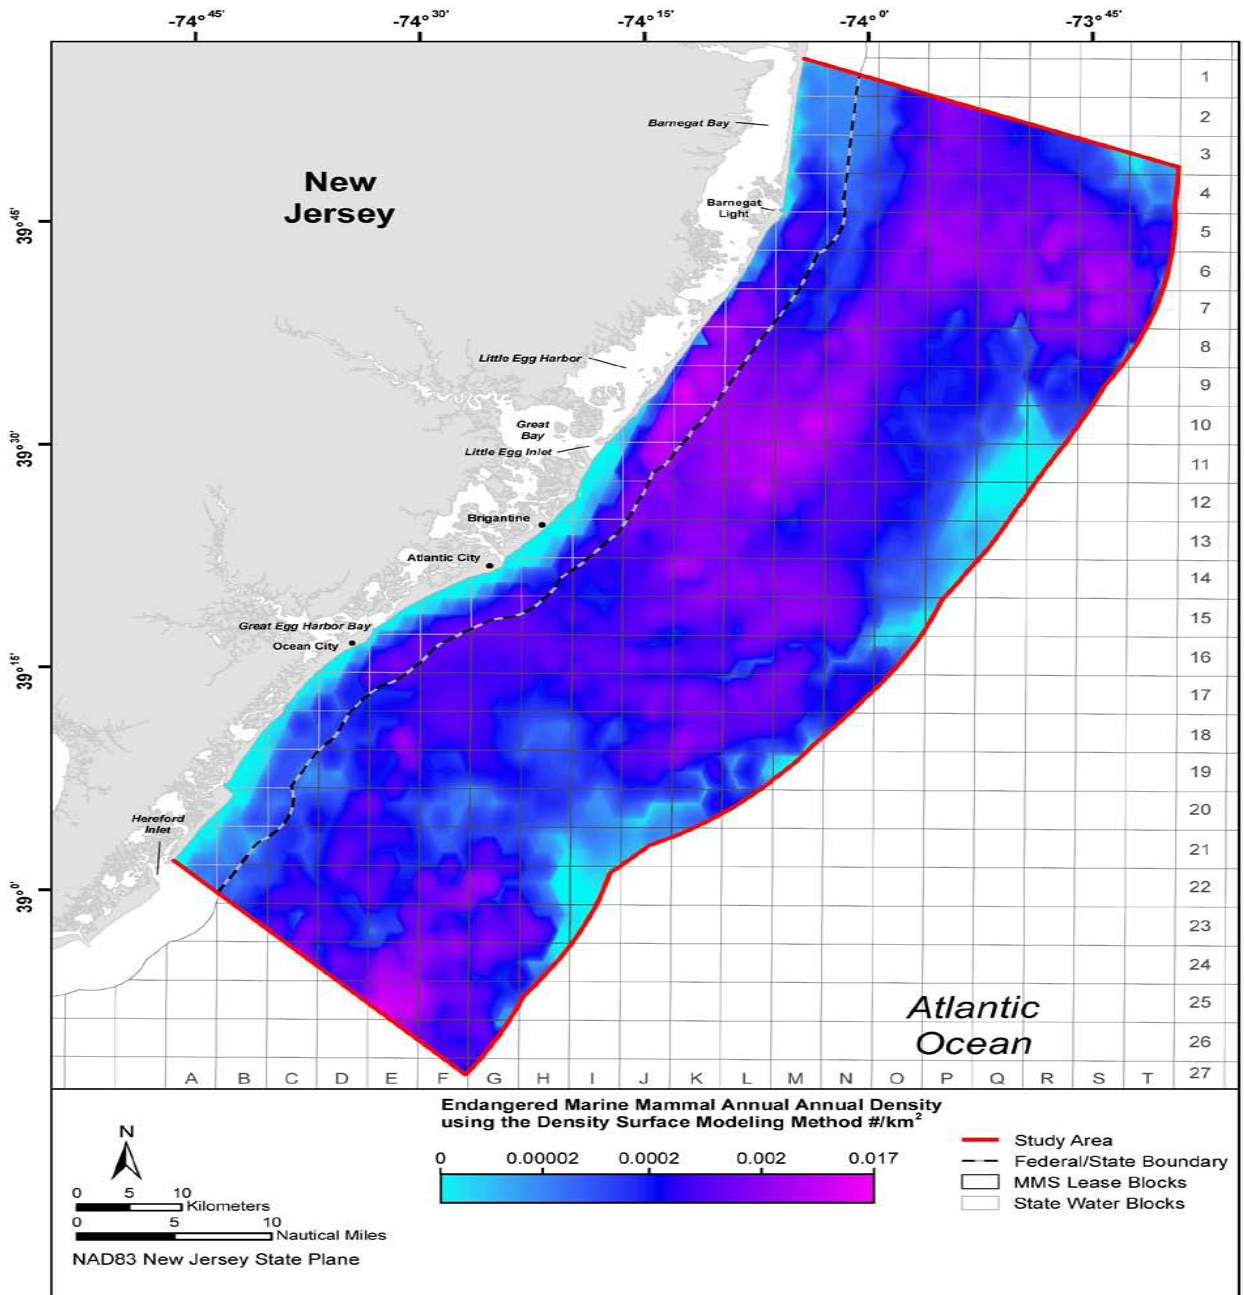 -74°45'
-74°30'
-74°15'
-74°0'
-73°45'
39°45'
39°30'
39°15'
39°0'
Barnegat Bay
New
Jersey
Barnegat
Light
Little Egg Harbor
Great
Bay
Little Egg Inlet
Brigantine
Atlantic City
Great Egg Harbor Bay
Ocean City
Hereford
Inlet
1
2
3
4
5
6
7
8
9
10
11
12
13
14
15
16
17
18
19
20
21
22
23
24
25
26
27
Atlantic
Ocean
A B C D E F G H I J K L M N O P Q R S T
Endangered Marine Mammal Annual Annual Density
using the Density Surface Modeling Method #/km²
0 0.00002 0.0002 0.002 0.017
N
0 5 10
Kilometers
0 5 10
Nautical Miles
NAD83 New Jersey State Plane
Study Area
Federal/State Boundary
MMS Lease Blocks
State Water Blocks